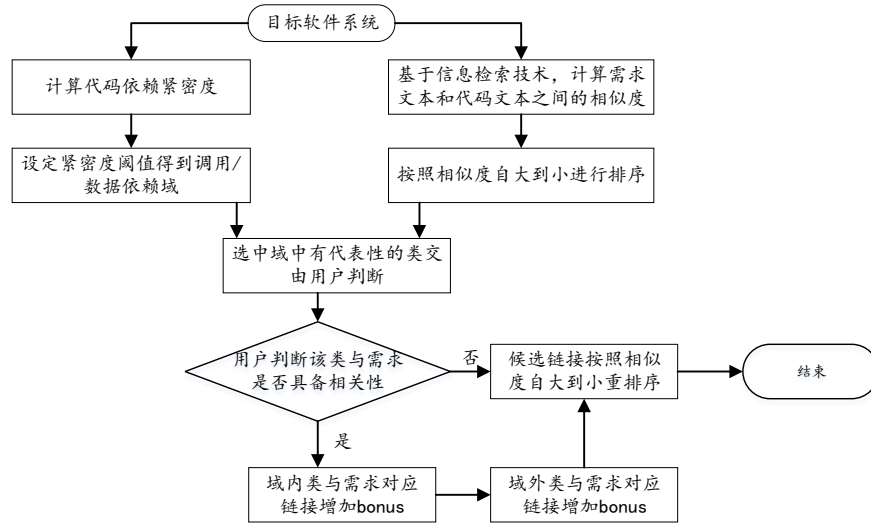 目标软件系统
计算代码依赖紧密度
基于信息检索技术，计算需求
文本和代码文本之间的相似度
设定紧密度阈值得到调用/
数据依赖域
按照相似度自大到小进行排序
选中域中有代表性的类交
由用户判断
用户判断该类与需求
是否具备相关性
否
候选链接按照相似
度自大到小重排序
结束
是
域内类与需求对应
链接增加bonus
域外类与需求对应
链接增加bonus